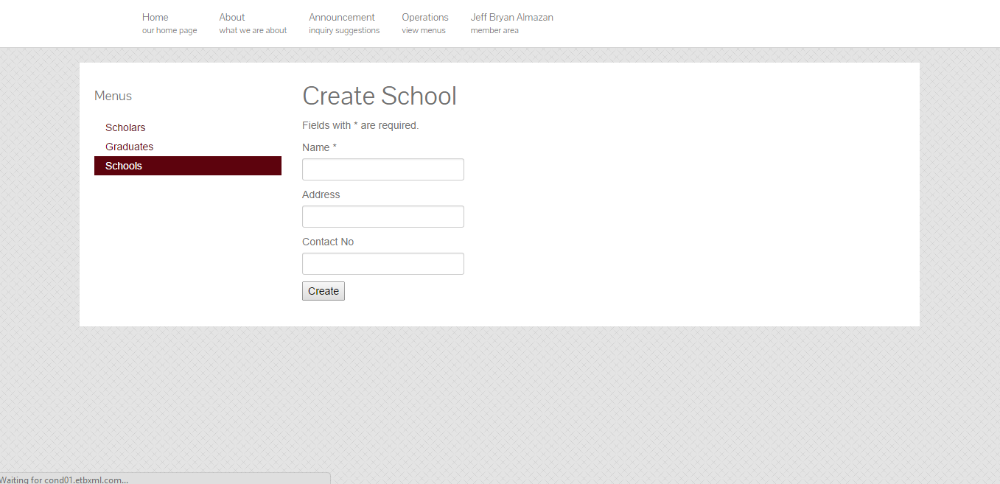 Home About Announcement Operations Jeff Bryan Almazan
our home page what we are about inquiry suggestions view menus member area
Menus
Scholars
Graduates
Schools
Create School
Fields with * are required.
Name *
Address
Contact No
Create
Waiting for cond01.etbxml.com...